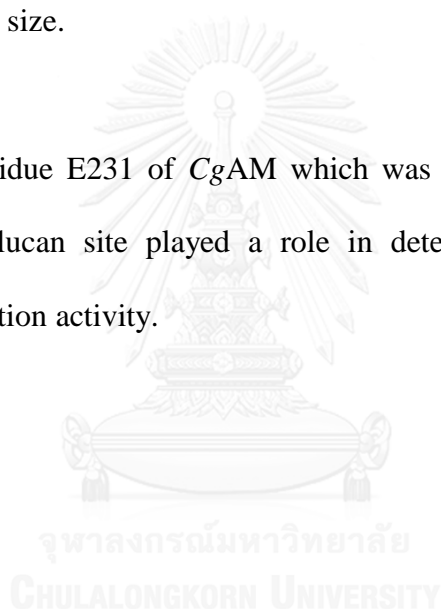 size.
idue E231 of CgAM which was
lucan site played a role in dete
tion activity.
จุฬาลงกรณ์มหาวิทยาลัย
CHULALONGKORN UNIVERSITY